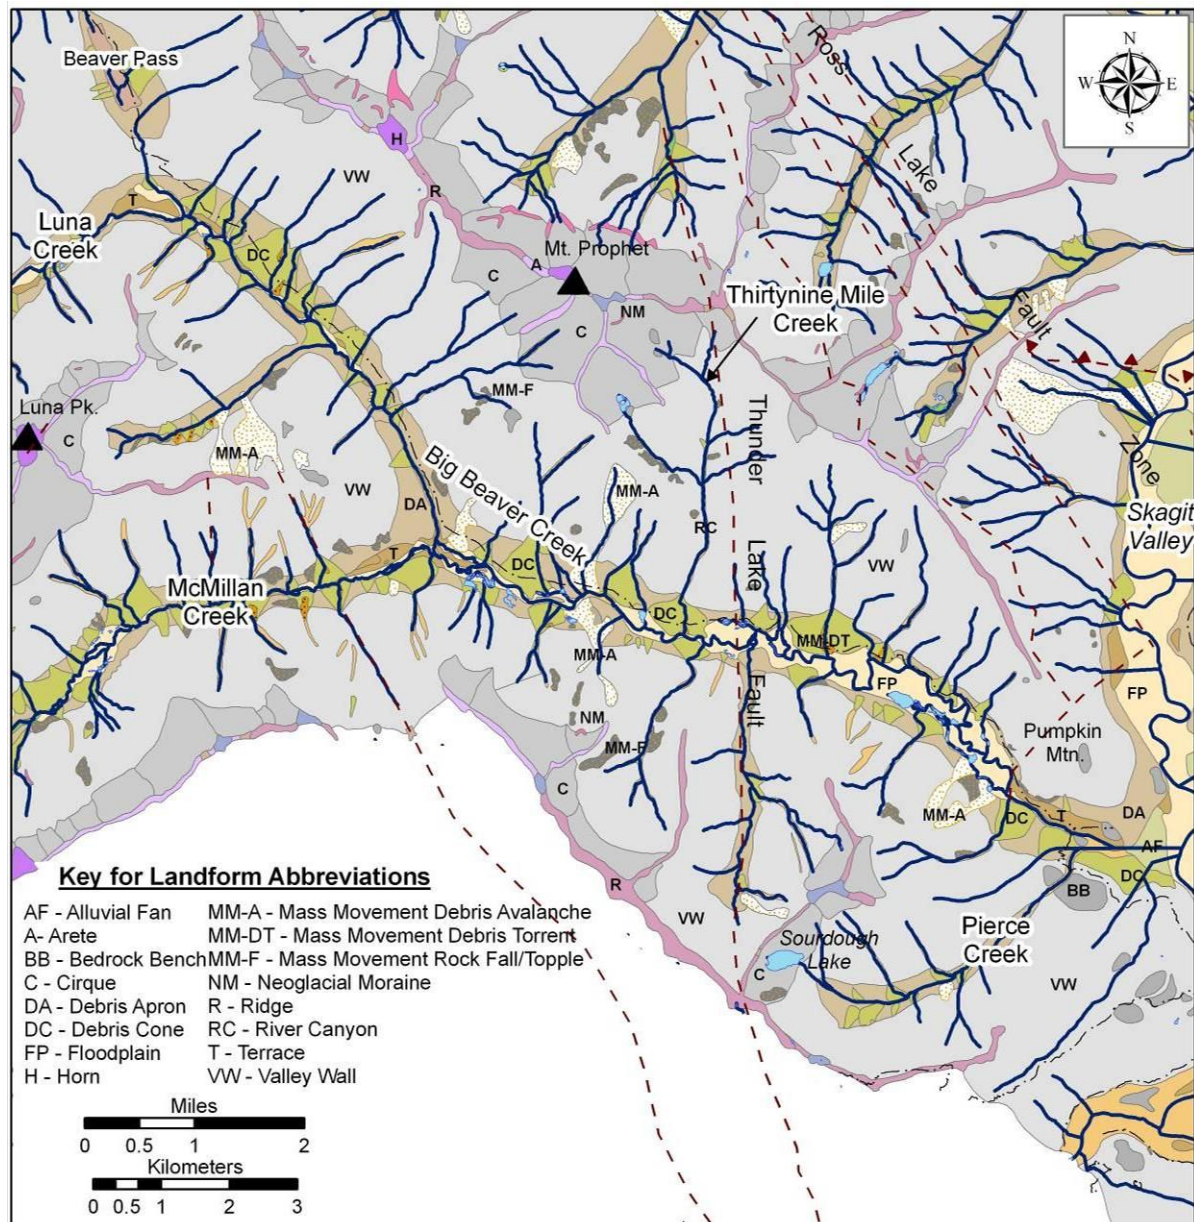 Beaver Pass
Ross
N
W E
S
H
VW
R
T
Luna
Creek
DC
Mt. Prophet
A
C
Lake
NM
Thirtynine Mile
Creek
C
Fault
MM-F
Luna Pk.
C
MM-A
Thunder
Zone
VW
Big Beaver Creek
MM-A
DA
RC
Skagit
Valley
T
DC
Lake
VW
McMillan
Creek
DC
MM-DT
MM-A
FP
FP
Fault
NM
MM-F
Pumpkin
Mtn.
C
MM-A
DC
T
DA
AF
DC
BB
R
VW
Pierce
Creek
Sourdough
Lake
C
VW
Key for Landform Abbreviations
AF - Alluvial Fan MM-A - Mass Movement Debris Avalanche
A- Arete MM-DT - Mass Movement Debris Torrent
BB - Bedrock Bench MM-F - Mass Movement Rock Fall/Topple
C - Cirque NM - Neoglacial Moraine
DA - Debris Apron R - Ridge
DC - Debris Cone RC - River Canyon
FP - Floodplain T - Terrace
H - Horn VW - Valley Wall
Miles
0 0.5 1 2
Kilometers
0 0.5 1 2 3